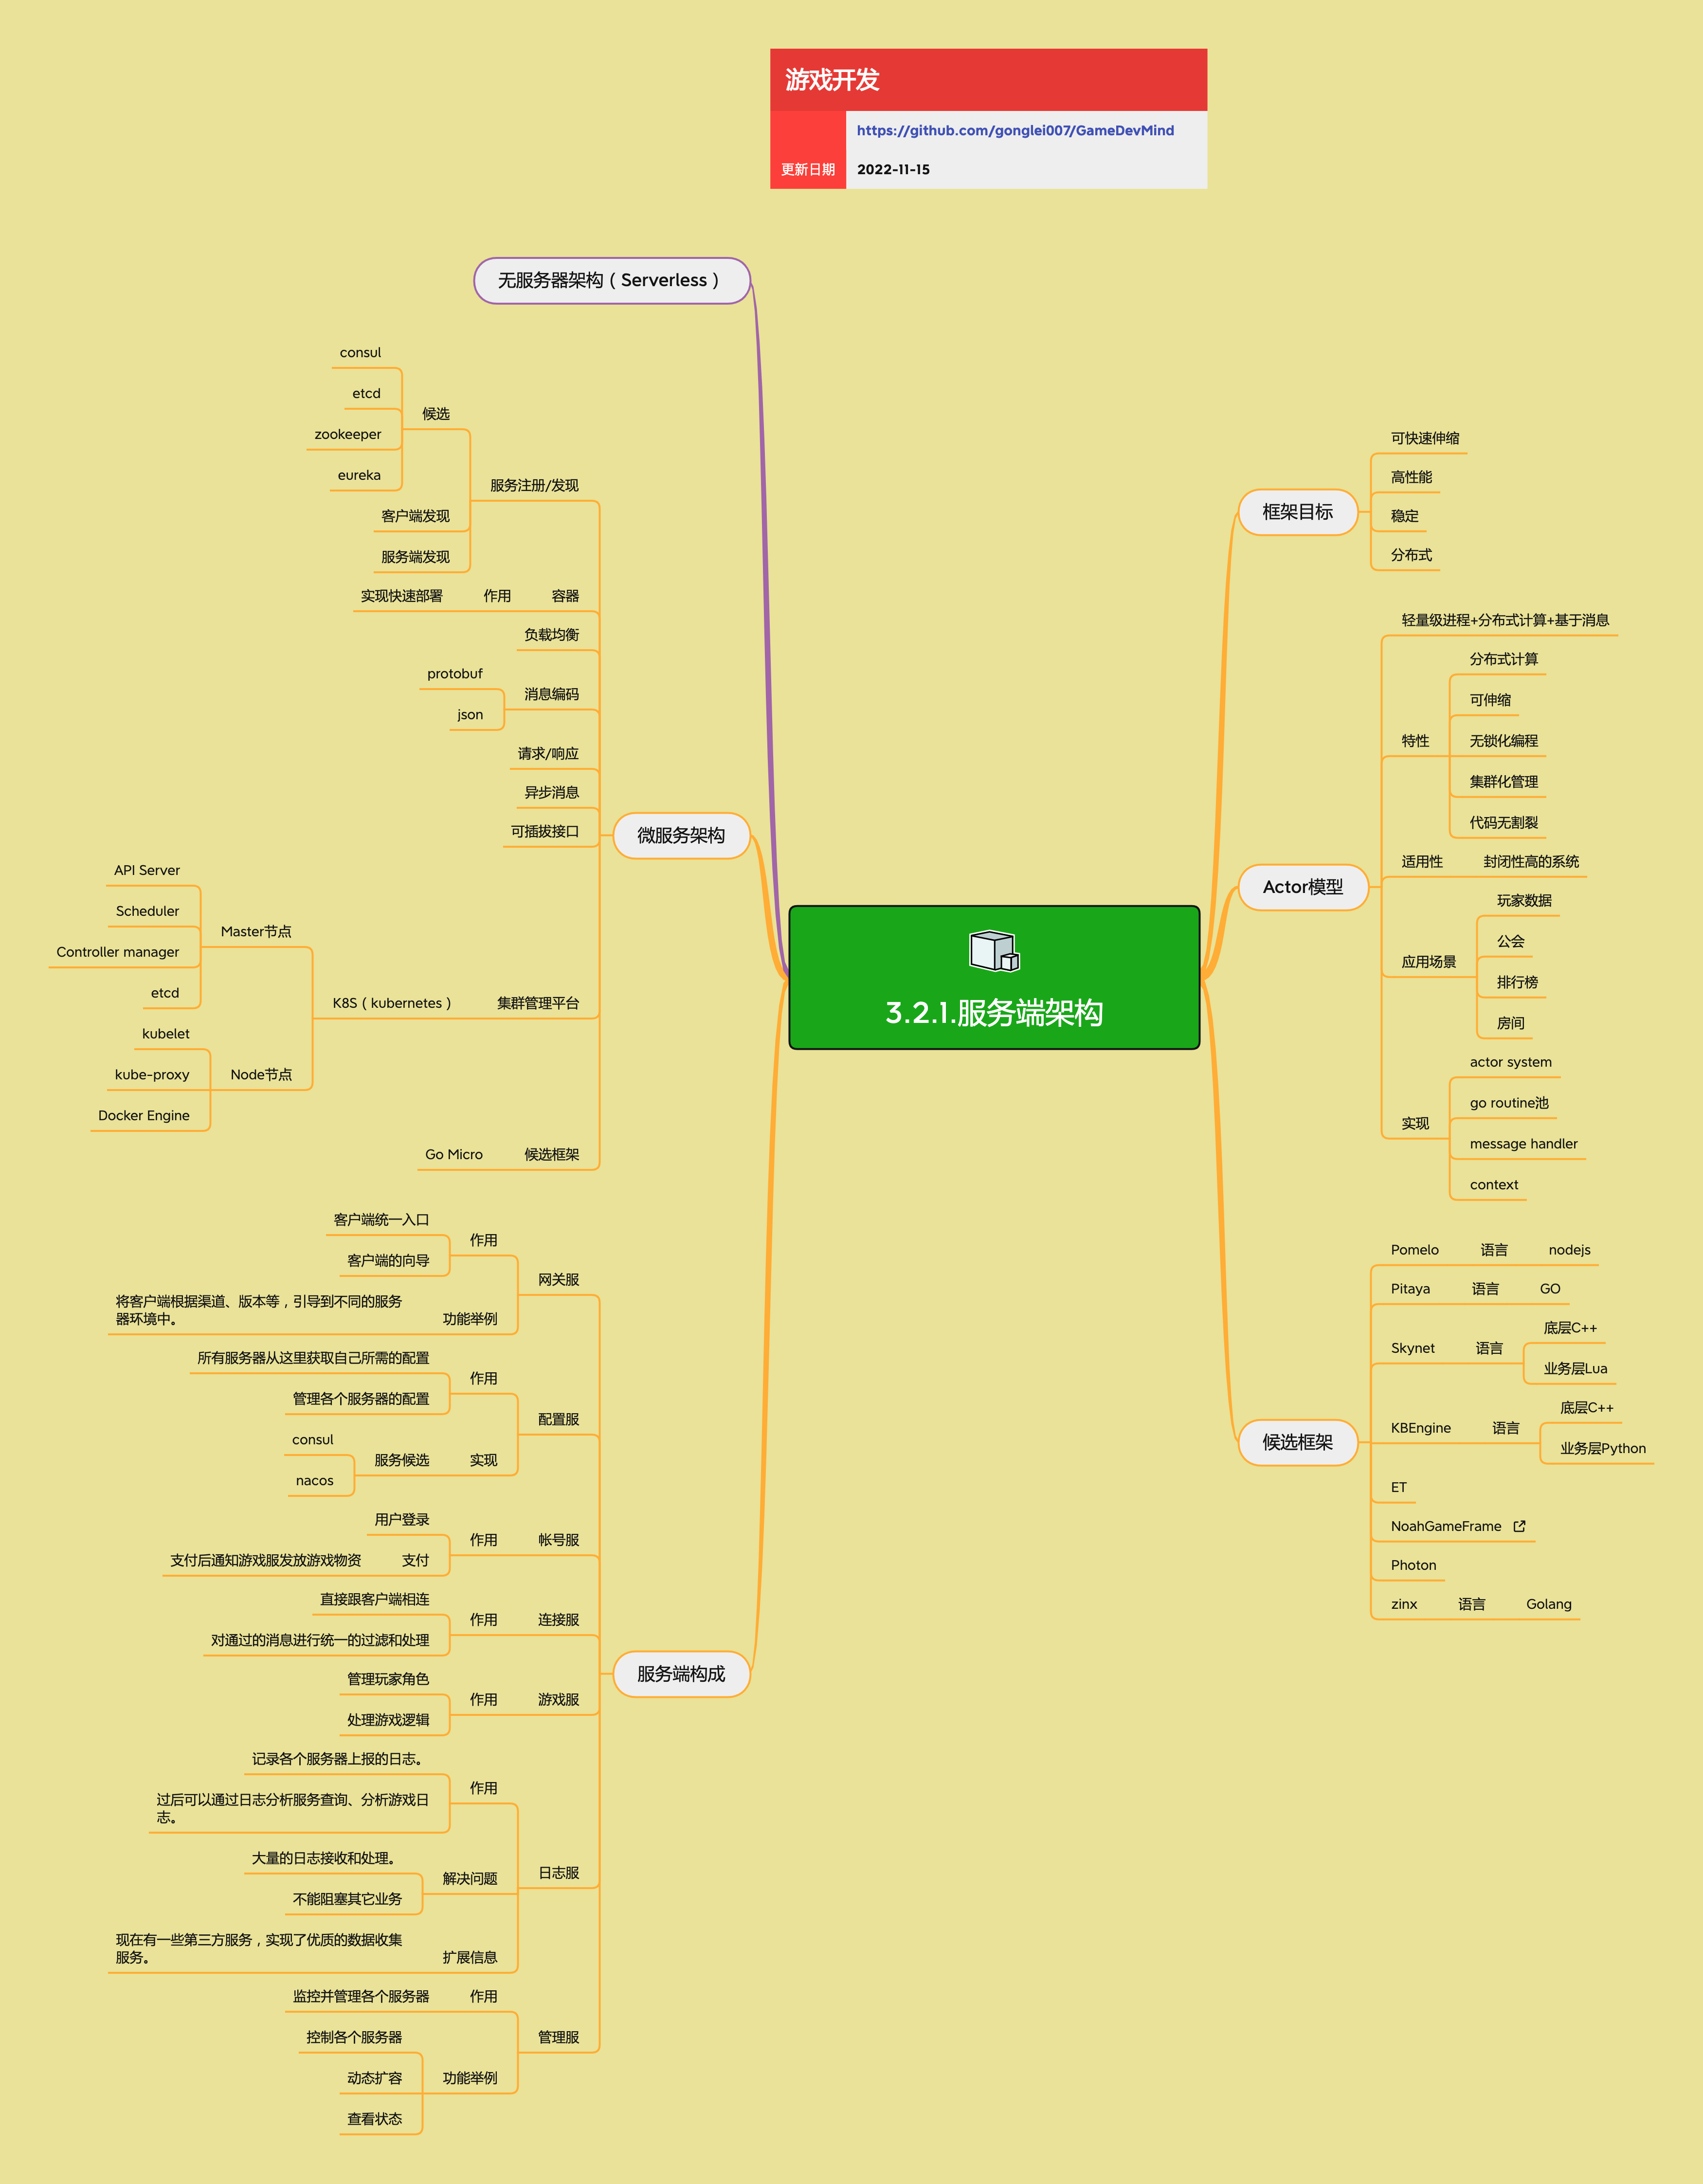 游戏开发
https://github.com/gonglei007/GameDevMind
更新日期
2022-11-15
3.2.1.服务端架构
框架目标
可快速伸缩
高性能
稳定
分布式
Actor模型
轻量级进程+分布式计算+基于消息
特性
分布式计算
可伸缩
无锁化编程
集群化管理
代码无割裂
适用性
封闭性高的系统
应用场景
玩家数据
公会
排行榜
房间
实现
actor system
go routine池
message handler
context
候选框架
Pomelo
语言
nodejs
Pitaya
语言
GO
Skynet
语言
底层C++
业务层Lua
KBEngine
语言
底层C++
业务层Python
ET
NoahGameFrame
Photon
zinx
语言
Golang
无服务器架构（Serverless）
微服务架构
服务注册/发现
候选
consul
etcd
zookeeper
eureka
客户端发现
服务端发现
容器
作用
实现快速部署
负载均衡
消息编码
protobuf
json
请求/响应
异步消息
可插拔接口
集群管理平台
K8S（kubernetes）
Master节点
API Server
Scheduler
Controller manager
etcd
Node节点
kubelet
kube-proxy
Docker Engine
候选框架
Go Micro
服务端构成
网关服
作用
客户端统一入口
客户端的向导
功能举例
将客户端根据渠道、版本等，引导到不同的服务
器环境中。
配置服
作用
所有服务器从这里获取自己所需的配置
管理各个服务器的配置
实现
服务候选
consul
nacos
帐号服
作用
用户登录
支付
支付后通知游戏服发放游戏物资
连接服
作用
直接跟客户端相连
对通过的消息进行统一的过滤和处理
游戏服
作用
管理玩家角色
处理游戏逻辑
日志服
作用
记录各个服务器上报的日志。
过后可以通过日志分析服务查询、分析游戏日
志。
解决问题
大量的日志接收和处理。
不能阻塞其它业务
扩展信息
现在有一些第三方服务，实现了优质的数据收集
服务。
管理服
作用
监控并管理各个服务器
功能举例
控制各个服务器
动态扩容
查看状态